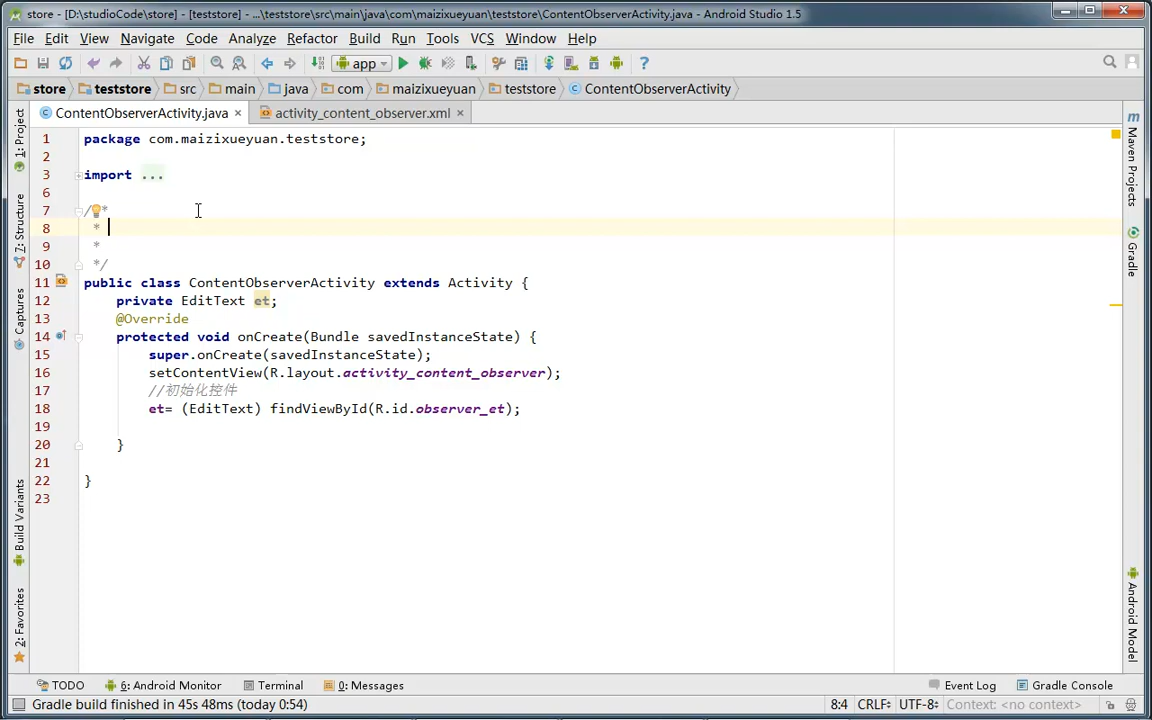 store - [D:\studioCode\store] - [teststore] - ...\teststore\src\main\java\com\maizixueyuan\teststore\ContentObserverActivity.java - Android Studio 1.5
File Edit View Navigate Code Analyze Refactor Build Run Tools VCS Window Help
app
store teststore src main java com maizixueyuan teststore ContentObserverActivity
ContentObserverActivity.java activity_content_observer.xml
1: Project
7: Structure
Captures
Build Variants
2: Favorites
1 package com.maizixueyuan.teststore;
2
3 import ...
6
7 /**
8 *
9 *
10 */
11 public class ContentObserverActivity extends Activity {
12 private EditText et;
13 @Override
14 protected void onCreate(Bundle savedInstanceState) {
15 super.onCreate(savedInstanceState);
16 setContentView(R.layout.activity_content_observer);
17 //初始化控件
18 et= (EditText) findViewById(R.id.observer_et);
19
20 }
21
22 }
23
Maven Projects
Gradle
Android Model
TODO 6: Android Monitor Terminal 0: Messages Event Log Gradle Console
Gradle build finished in 45s 48ms (today 0:54) 8:4 CRLF UTF-8 Context: <no context>